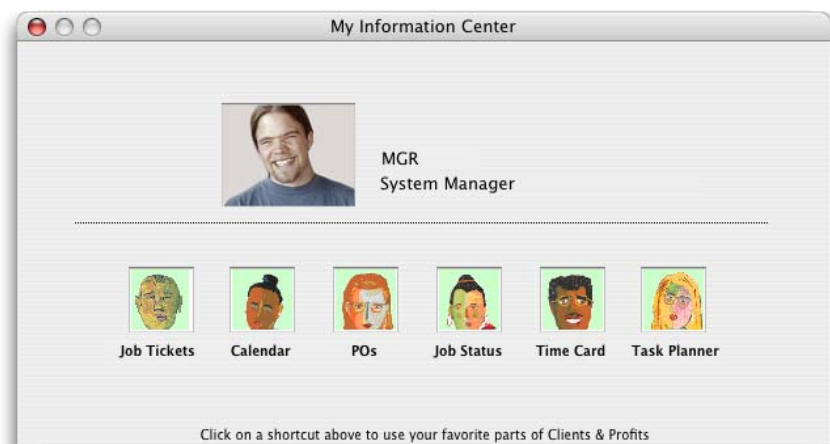 My Information Center
MGR
System Manager
Job Tickets Calendar POs Job Status Time Card Task Planner
Click on a shortcut above to use your favorite parts of Clients & Profits